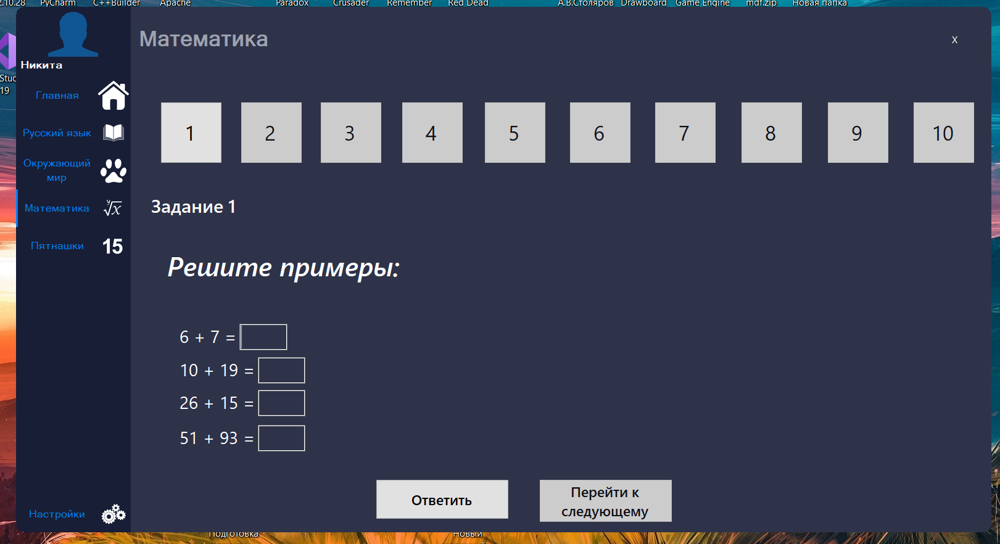 2.10.28 PyCharm C++Builder Apache Paradox Crusader Remember Red Dead А.В.Столяров Drawboard Game Engine mdf.zip Новая папка
Математика
X
Никита
Stuc
19
Главная
Русский язык
Окружающий
мир
Математика
Пятнашки
15
Настройки
1 2 3 4 5 6 7 8 9 10
Задание 1
Решите примеры:
6 + 7 =
10 + 19 =
26 + 15 =
51 + 93 =
Ответить
Перейти к
следующему
Подготовка Новый